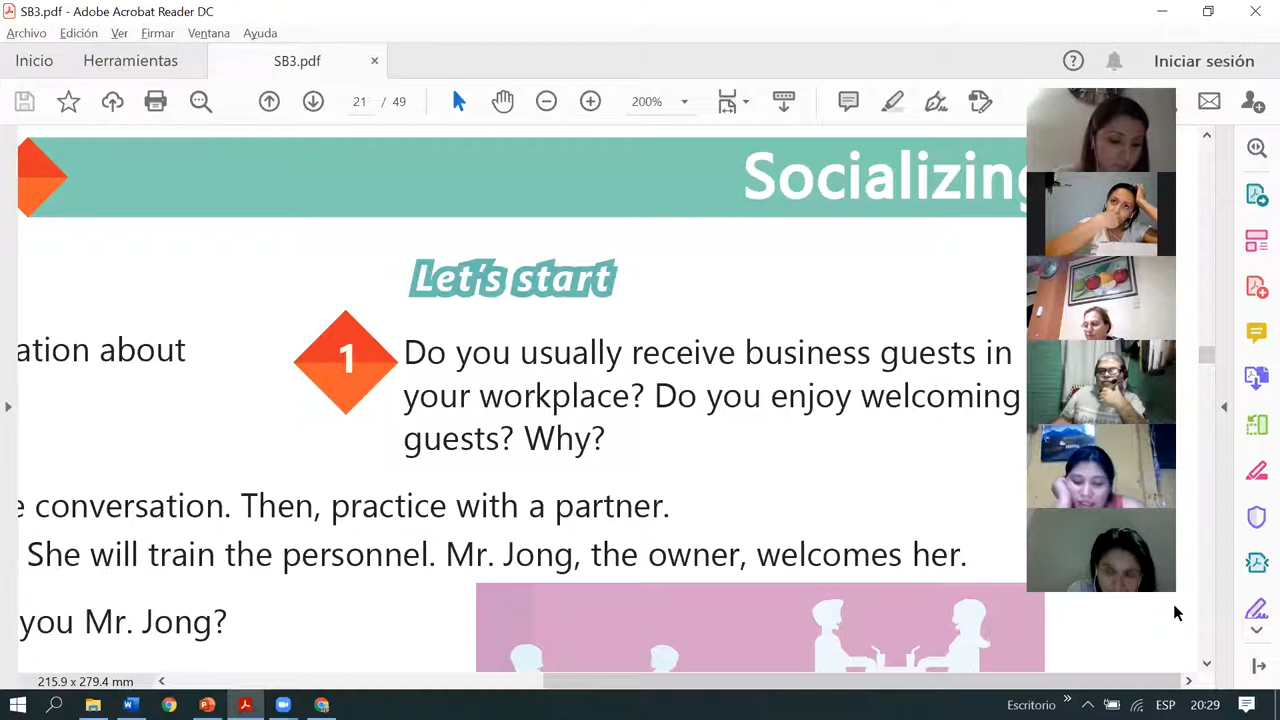 SB3.pdf - Adobe Acrobat Reader DC
Archivo Edición Ver Firmar Ventana Ayuda
Inicio Herramientas SB3.pdf Iniciar sesión
21 / 49 200%
Socializing
Let's start
ation about
1 Do you usually receive business guests in
your workplace? Do you enjoy welcoming
guests? Why?
e conversation. Then, practice with a partner.
She will train the personnel. Mr. Jong, the owner, welcomes her.
you Mr. Jong?
215.9 x 279.4 mm
Escritorio ESP 20:29